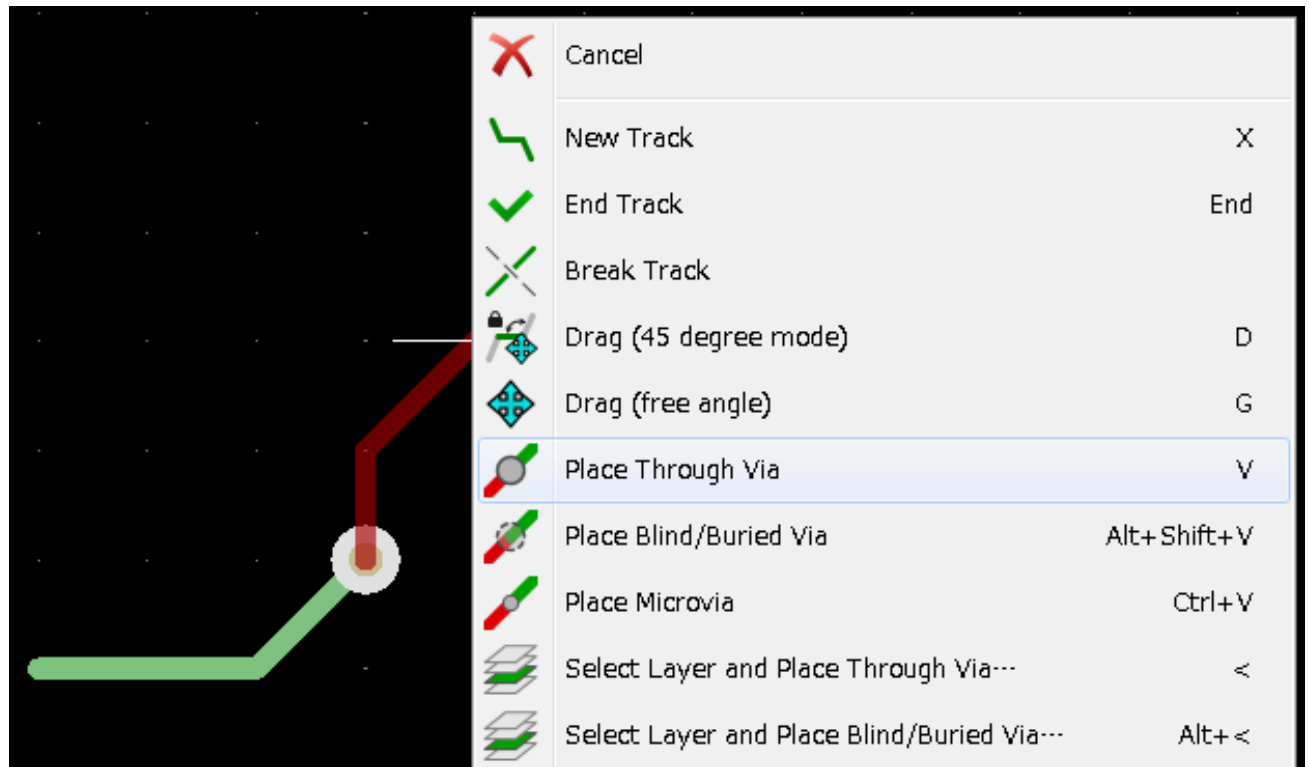 Cancel
New Track X
End Track End
Break Track
Drag (45 degree mode) D
Drag (free angle) G
Place Through Via V
Place Blind/Buried Via Alt+Shift+V
Place Microvia Ctrl+V
Select Layer and Place Through Via... <
Select Layer and Place Blind/Buried Via... Alt+<